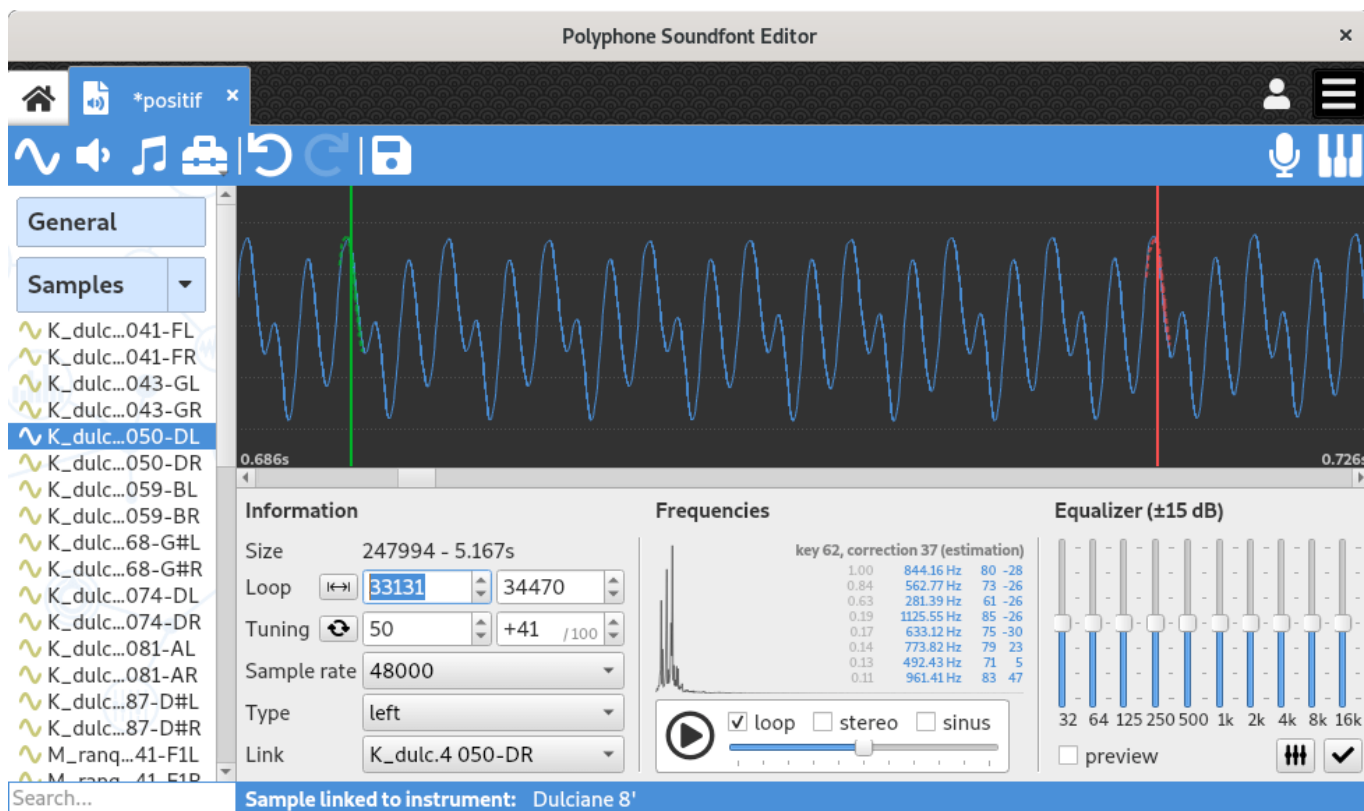 Polyphone Soundfont Editor ×
*positif ×
General
Samples
K_dulc...041-FL
K_dulc...041-FR
K_dulc...043-GL
K_dulc...043-GR
K_dulc...050-DL
K_dulc...050-DR
K_dulc...059-BL
K_dulc...059-BR
K_dulc...68-G#L
K_dulc...68-G#R
K_dulc...074-DL
K_dulc...074-DR
K_dulc...081-AL
K_dulc...081-AR
K_dulc...87-D#L
K_dulc...87-D#R
M_ranq...41-F1L
M_ranq...41-F1R
Search...
0.686s 0.726s
Information
Size 247994 - 5.167s
Loop 33131 34470
Tuning 50 +41 /100
Sample rate 48000
Type left
Link K_dulc.4 050-DR
Frequencies
key 62, correction 37 (estimation)
1.00 844.16 Hz 80 -28
0.84 562.77 Hz 73 -26
0.63 281.39 Hz 61 -26
0.19 1125.55 Hz 85 -26
0.17 633.12 Hz 75 -30
0.14 773.82 Hz 79 23
0.13 492.43 Hz 71 5
0.11 961.41 Hz 83 47
loop stereo sinus
Equalizer (±15 dB)
32 64 125 250 500 1k 2k 4k 8k 16k
preview
Sample linked to instrument: Dulciane 8'